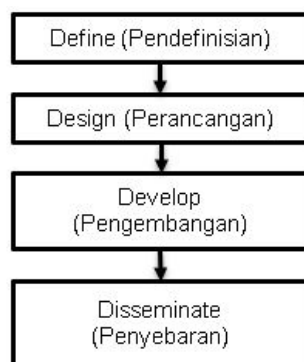 Define (Pendefinisian)
Design (Perancangan)
Develop
(Pengembangan)
Disseminate
(Penyebaran)